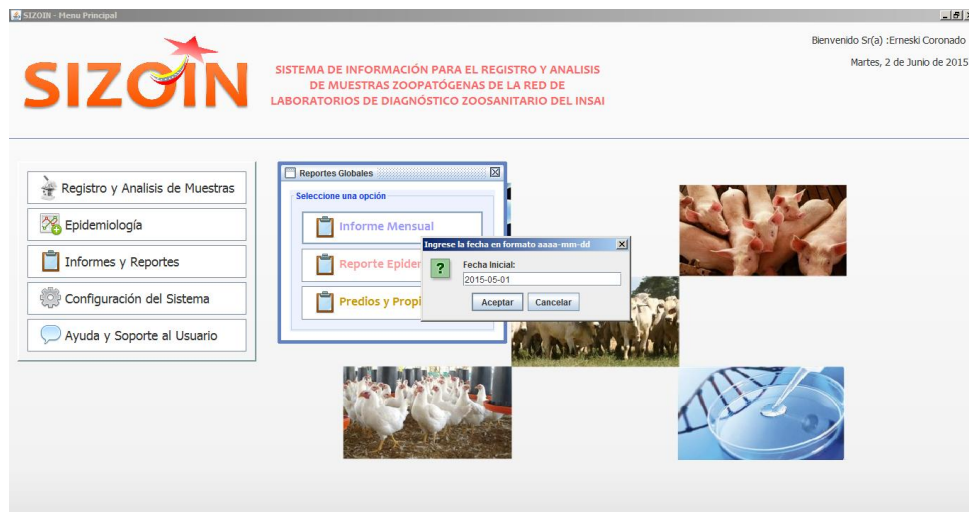 SIZOIN - Menu Principal
Bienvenido Sr(a) :Erneski Coronado
Martes, 2 de Junio de 2015
SIZOIN
SISTEMA DE INFORMACIÓN PARA EL REGISTRO Y ANALISIS
DE MUESTRAS ZOOPATÓGENAS DE LA RED DE
LABORATORIOS DE DIAGNÓSTICO ZOOSANITARIO DEL INSAI
Registro y Analisis de Muestras
Epidemiología
Informes y Reportes
Configuración del Sistema
Ayuda y Soporte al Usuario
Reportes Globales
Seleccione una opción
Informe Mensual
Reporte Epider
Predios y Propi
Ingrese la fecha en formato aaaa-mm-dd
Fecha Inicial:
2015-05-01
Aceptar
Cancelar